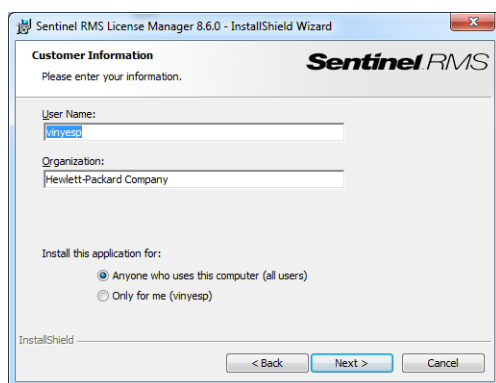 Sentinel RMS License Manager 8.6.0 - InstallShield Wizard
Customer Information
Please enter your information.
Sentinel RMS
User Name:
vinyesp
Organization:
Hewlett-Packard Company
Install this application for:
Anyone who uses this computer (all users)
Only for me (vinyesp)
InstallShield
< Back Next > Cancel